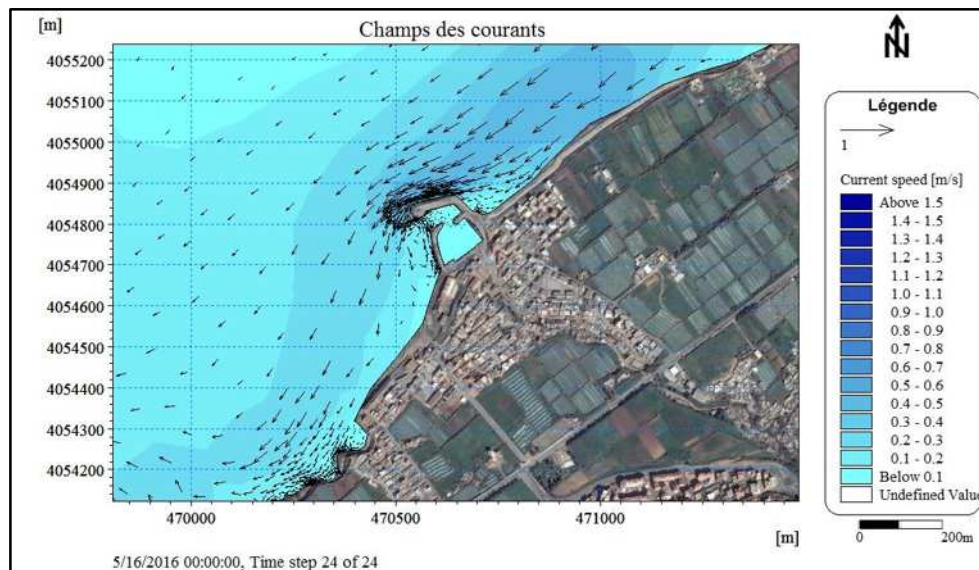 [m]
Champs des courants
N
4055200
4055100
4055000
4054900
4054800
4054700
4054600
4054500
4054400
4054300
4054200
470000
470500
471000
[m]
5/16/2016 00:00:00, Time step 24 of 24
Légende
1
Current speed [m/s]
Above 1.5
1.4 - 1.5
1.3 - 1.4
1.2 - 1.3
1.1 - 1.2
1.0 - 1.1
0.9 - 1.0
0.8 - 0.9
0.7 - 0.8
0.6 - 0.7
0.5 - 0.6
0.4 - 0.5
0.3 - 0.4
0.2 - 0.3
0.1 - 0.2
Below 0.1
Undefined Value
0 200m